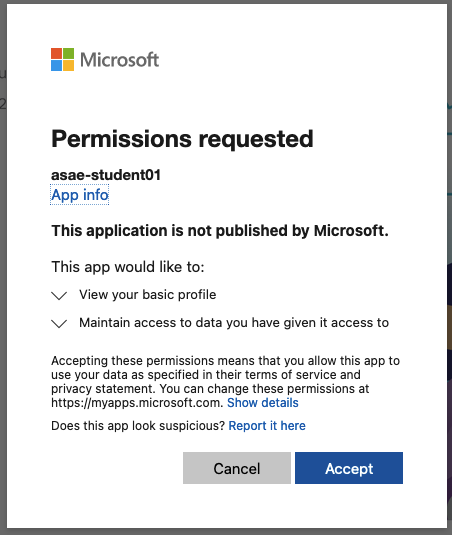 Microsoft
Permissions requested
asae-student01
App info
This application is not published by Microsoft.
This app would like to:
View your basic profile
Maintain access to data you have given it access to
Accepting these permissions means that you allow this app to
use your data as specified in their terms of service and
privacy statement. You can change these permissions at
https://myapps.microsoft.com. Show details
Does this app look suspicious? Report it here
Cancel Accept